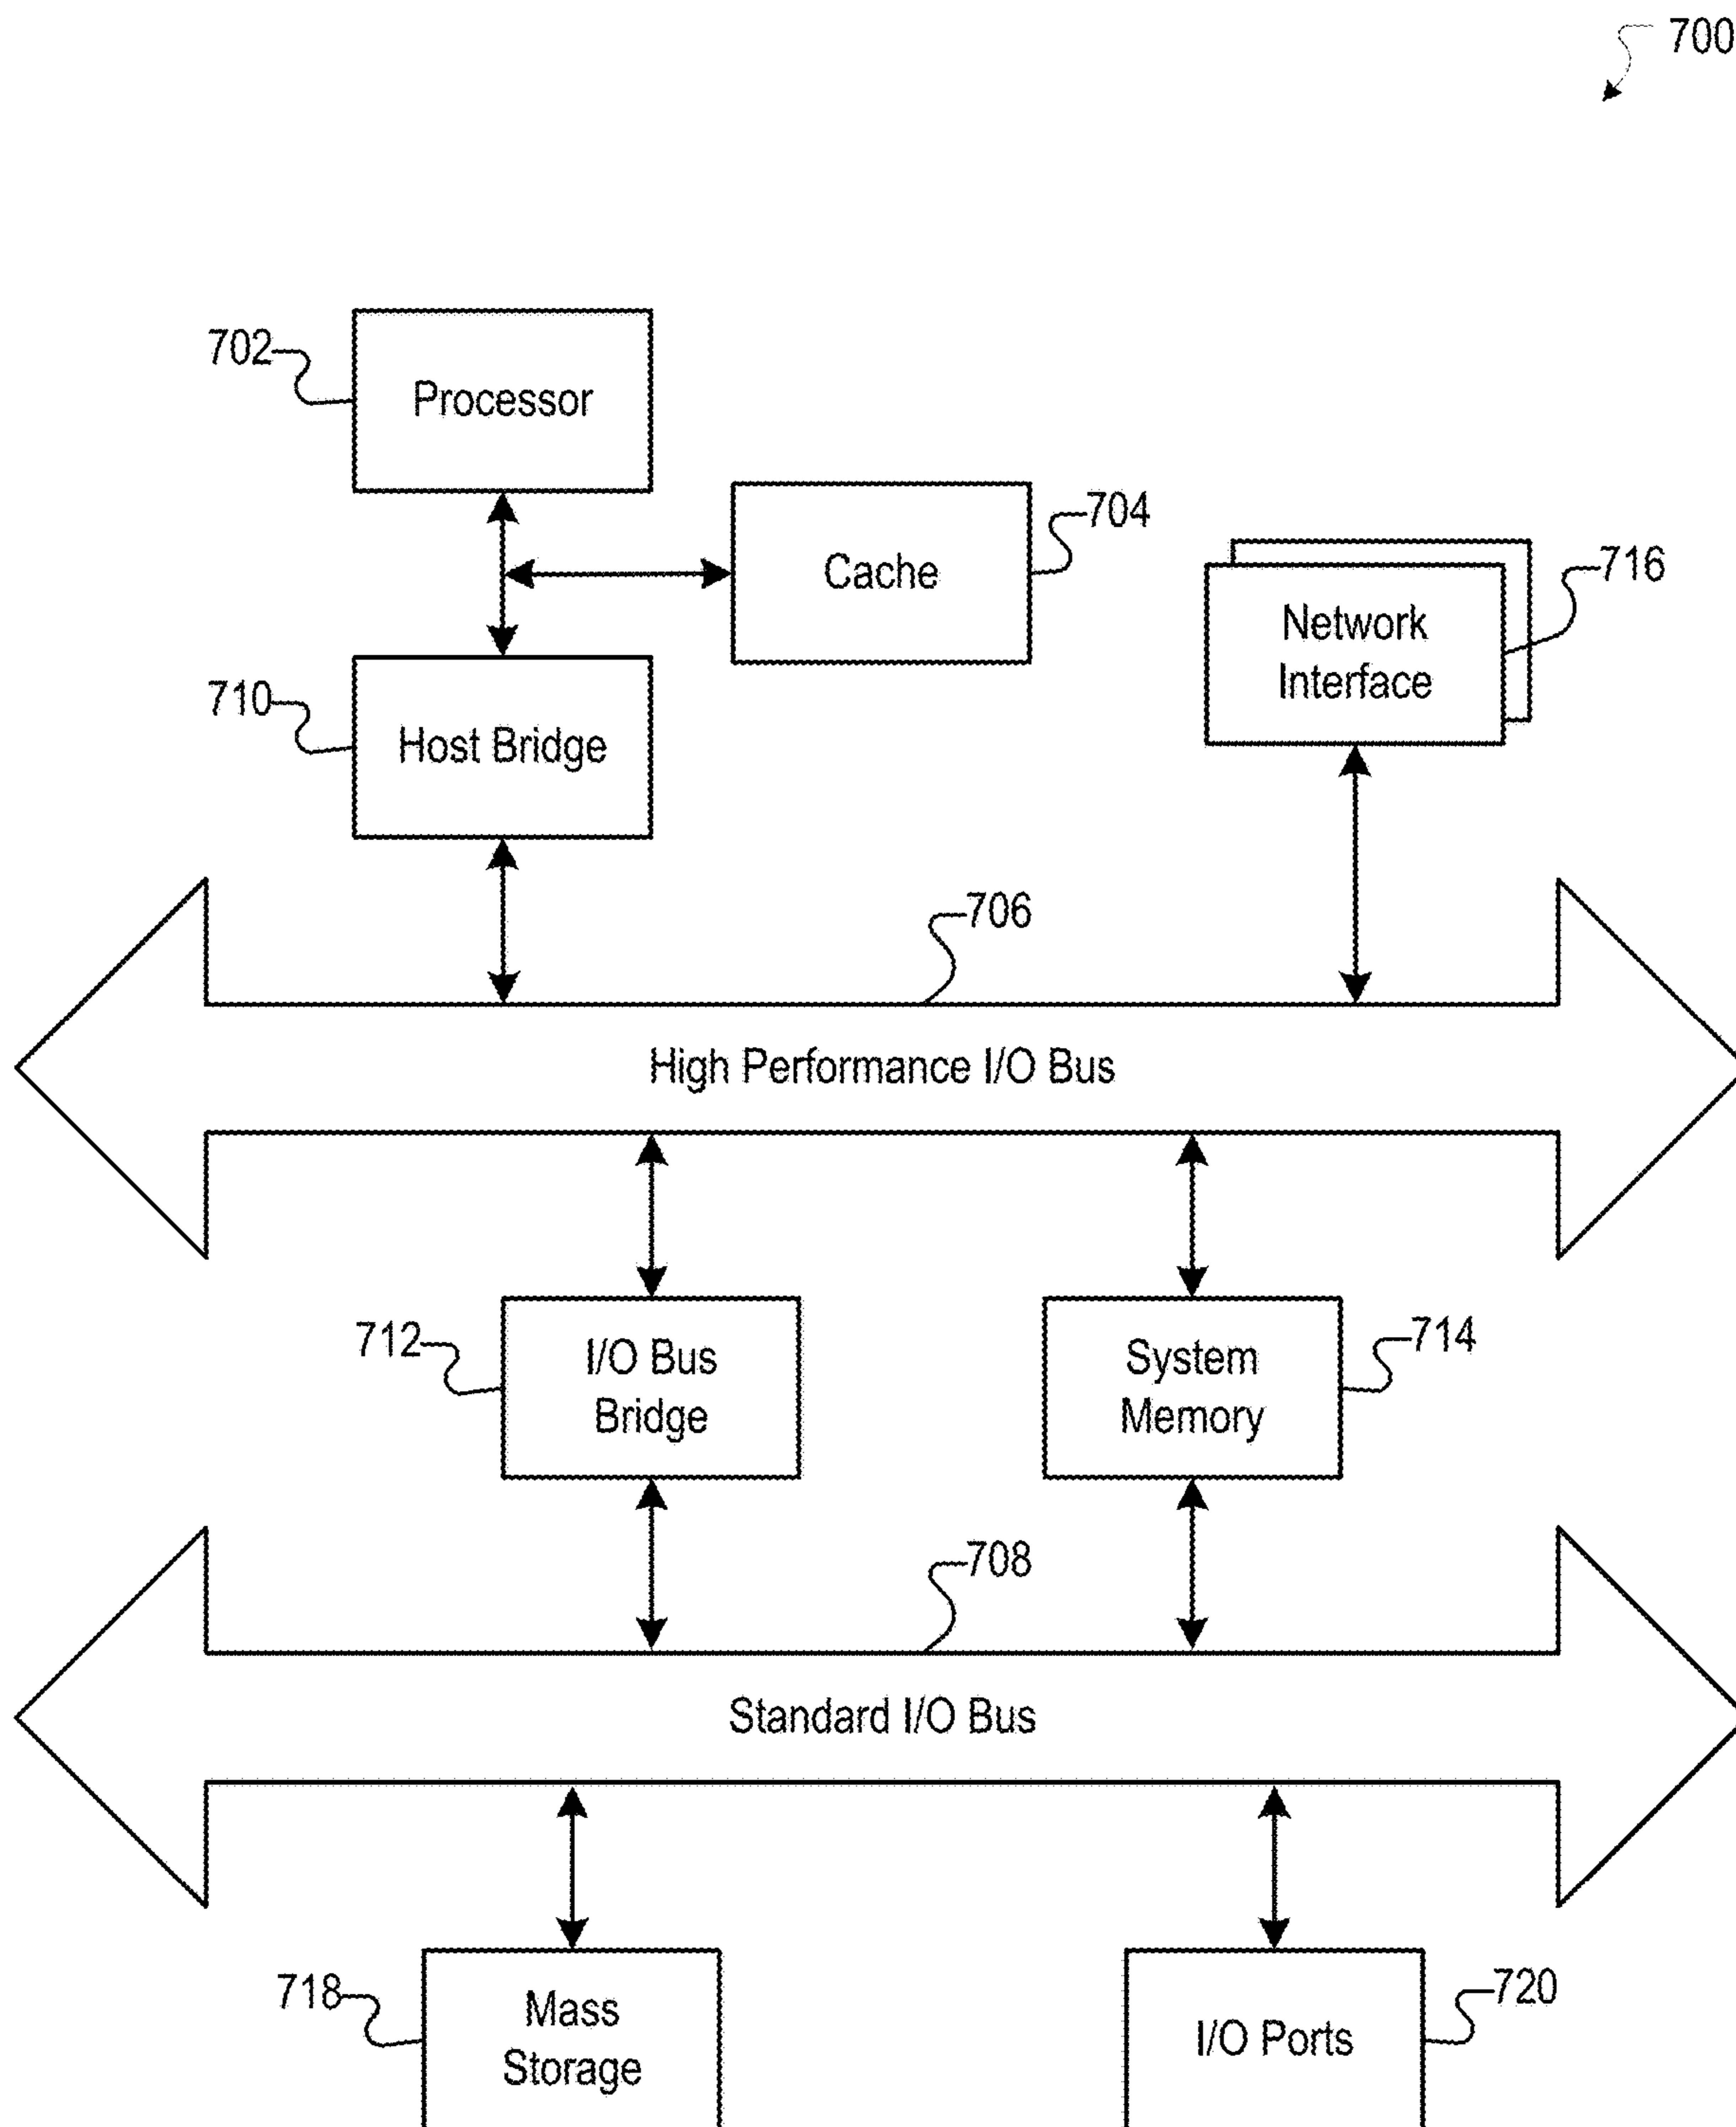 700
702
Processor
704
Cache
716
Network
Interface
710
Host Bridge
706
High Performance I/O Bus
712
I/O Bus
Bridge
714
System
Memory
708
Standard I/O Bus
718
Mass
Storage
720
I/O Ports